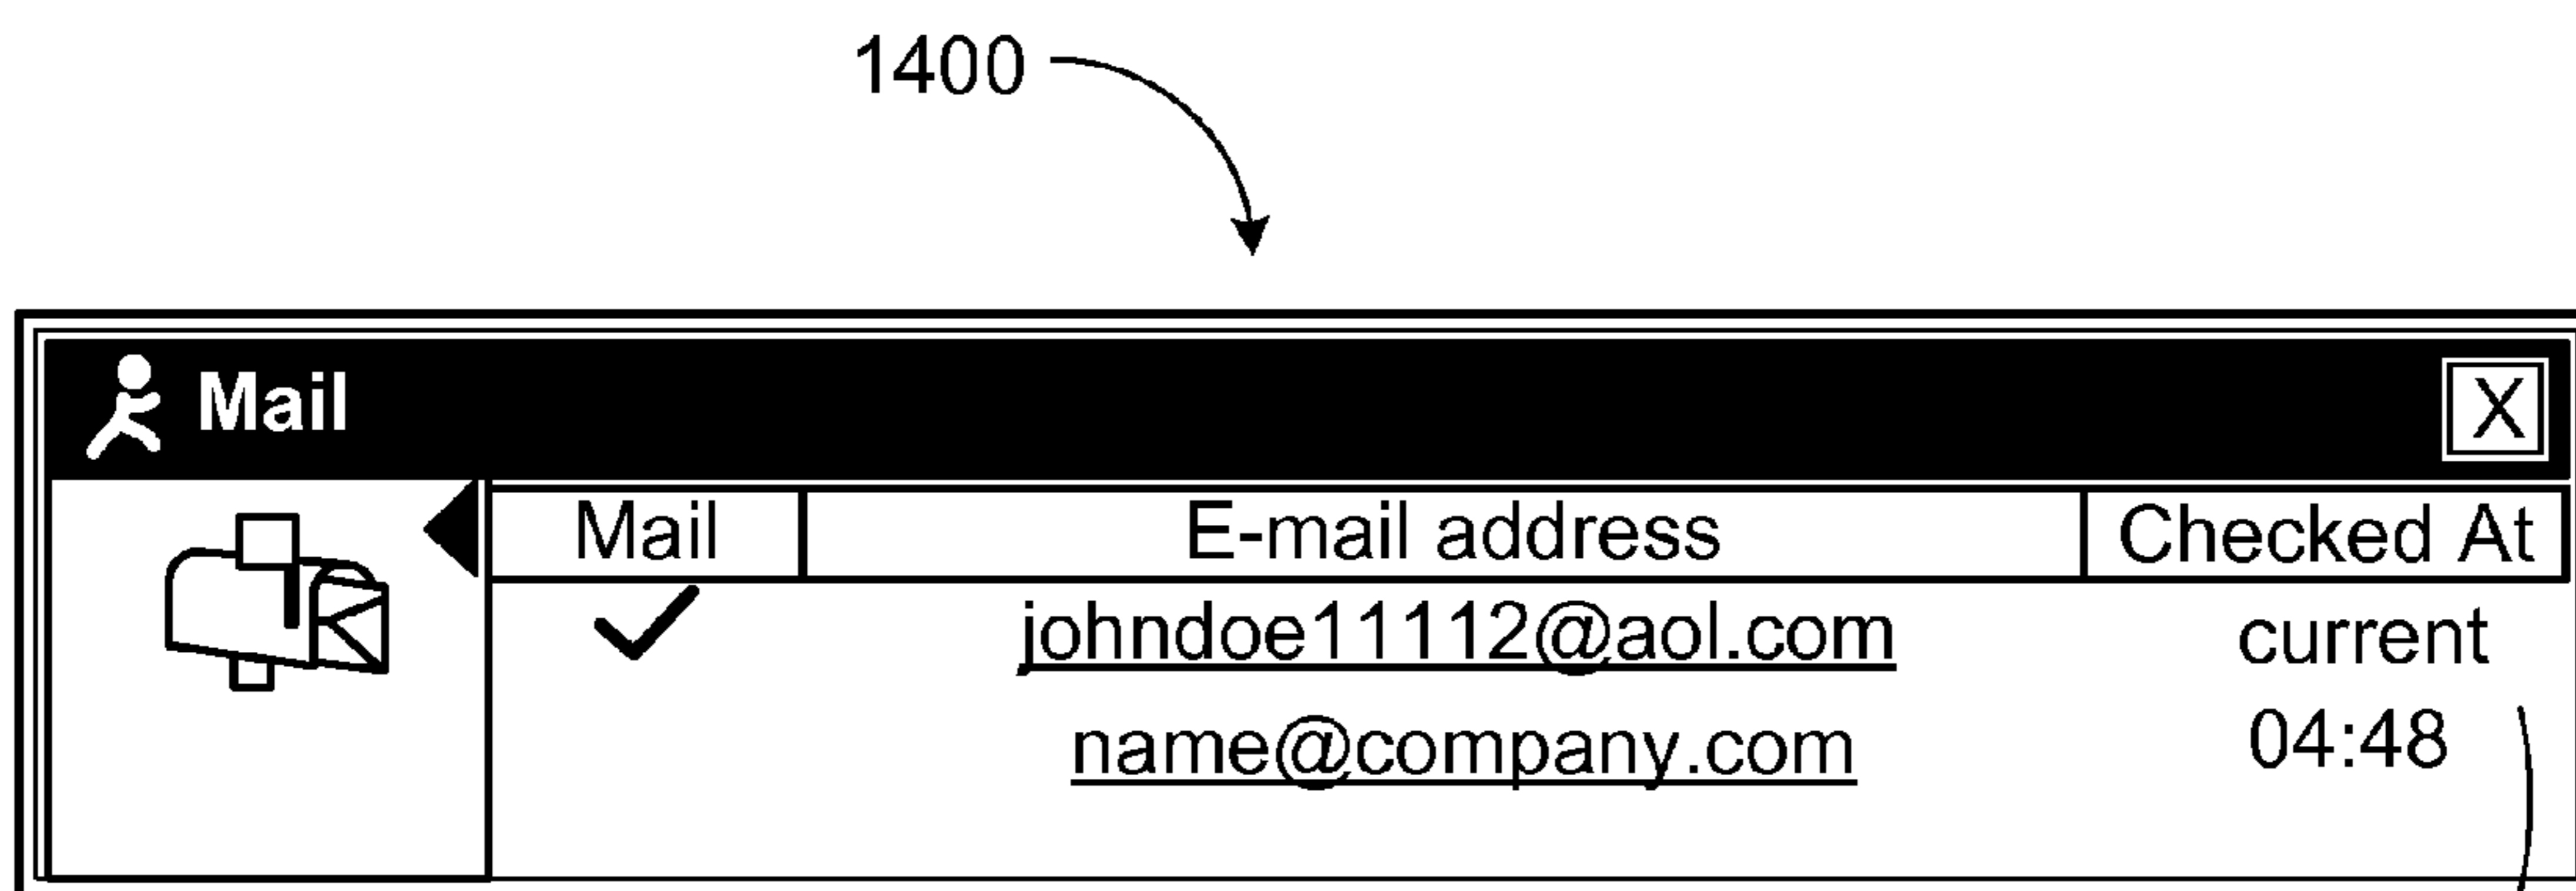 1400
Mail X
Mail E-mail address Checked At
johndoe11112@aol.com current
name@company.com 04:48